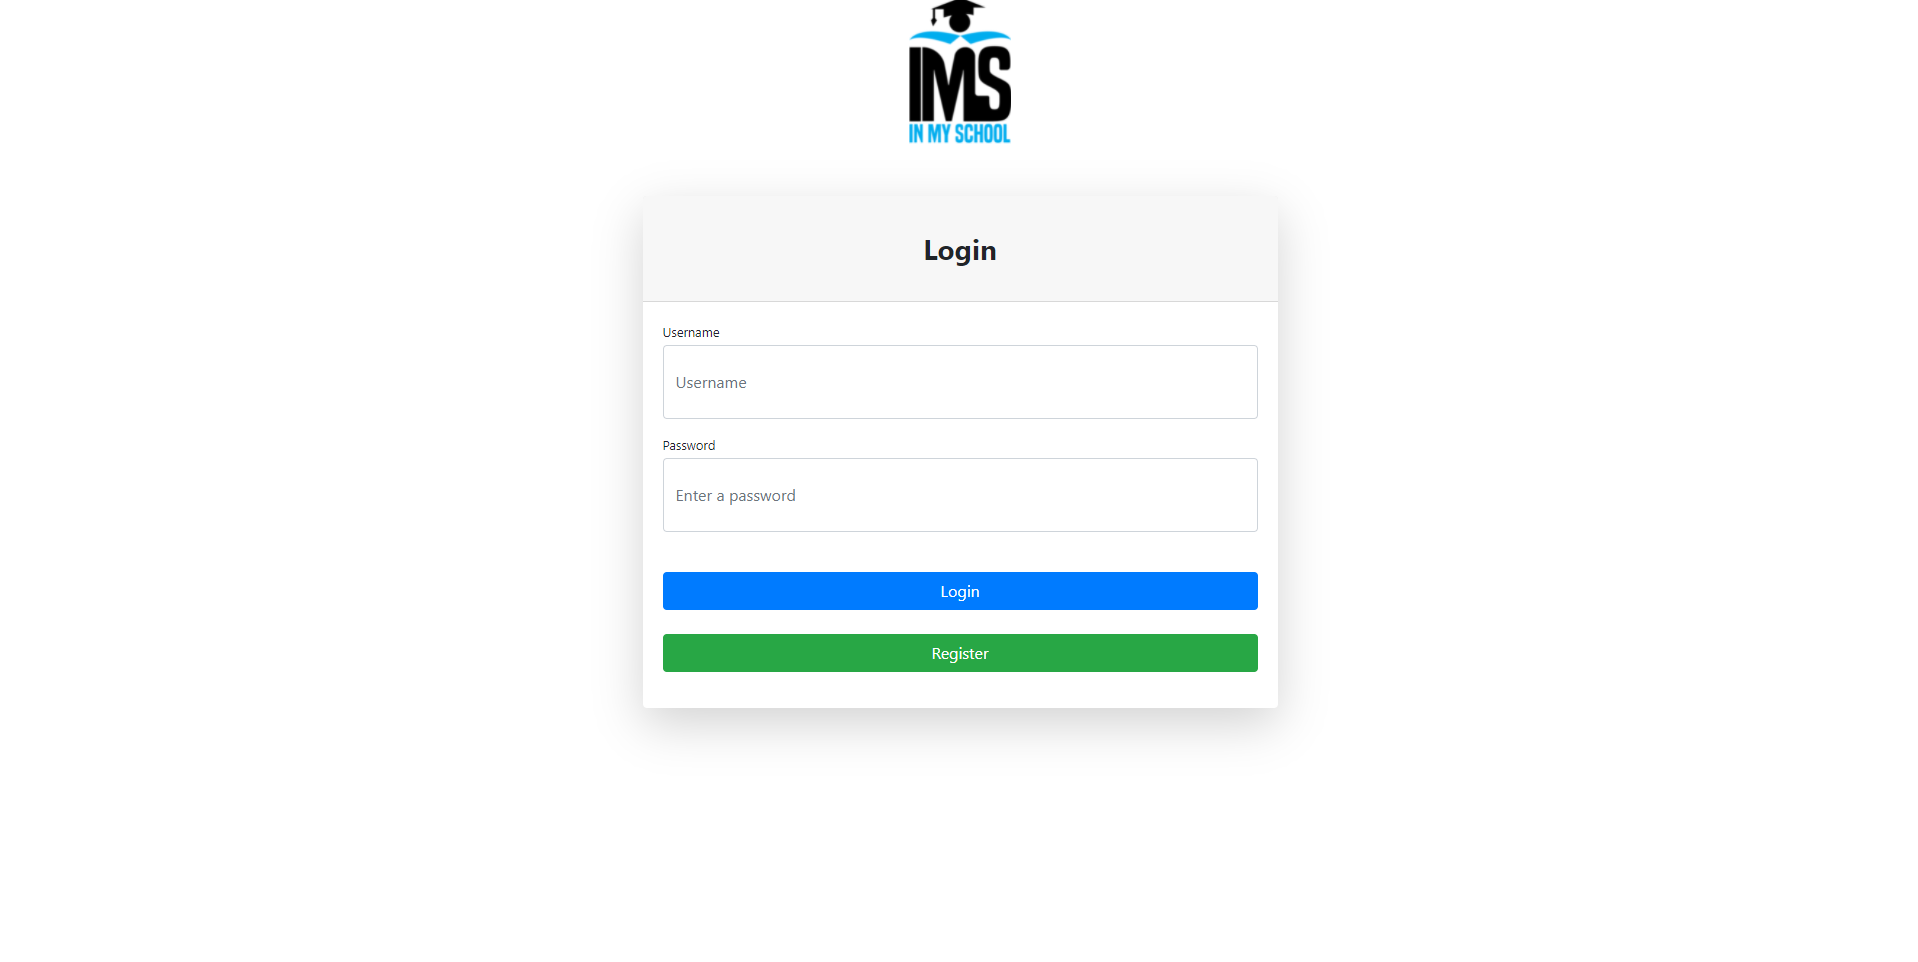 IMS
IN MY SCHOOL
Login
Username
Username
Password
Enter a password
Login
Register